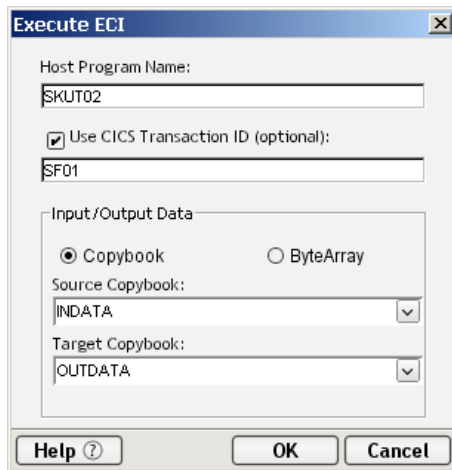 Execute ECI
Host Program Name:
SKUT02
Use CICS Transaction ID (optional):
SF01
Input/Output Data
Copybook
ByteArray
Source Copybook:
INDATA
Target Copybook:
OUTDATA
Help ?
OK
Cancel